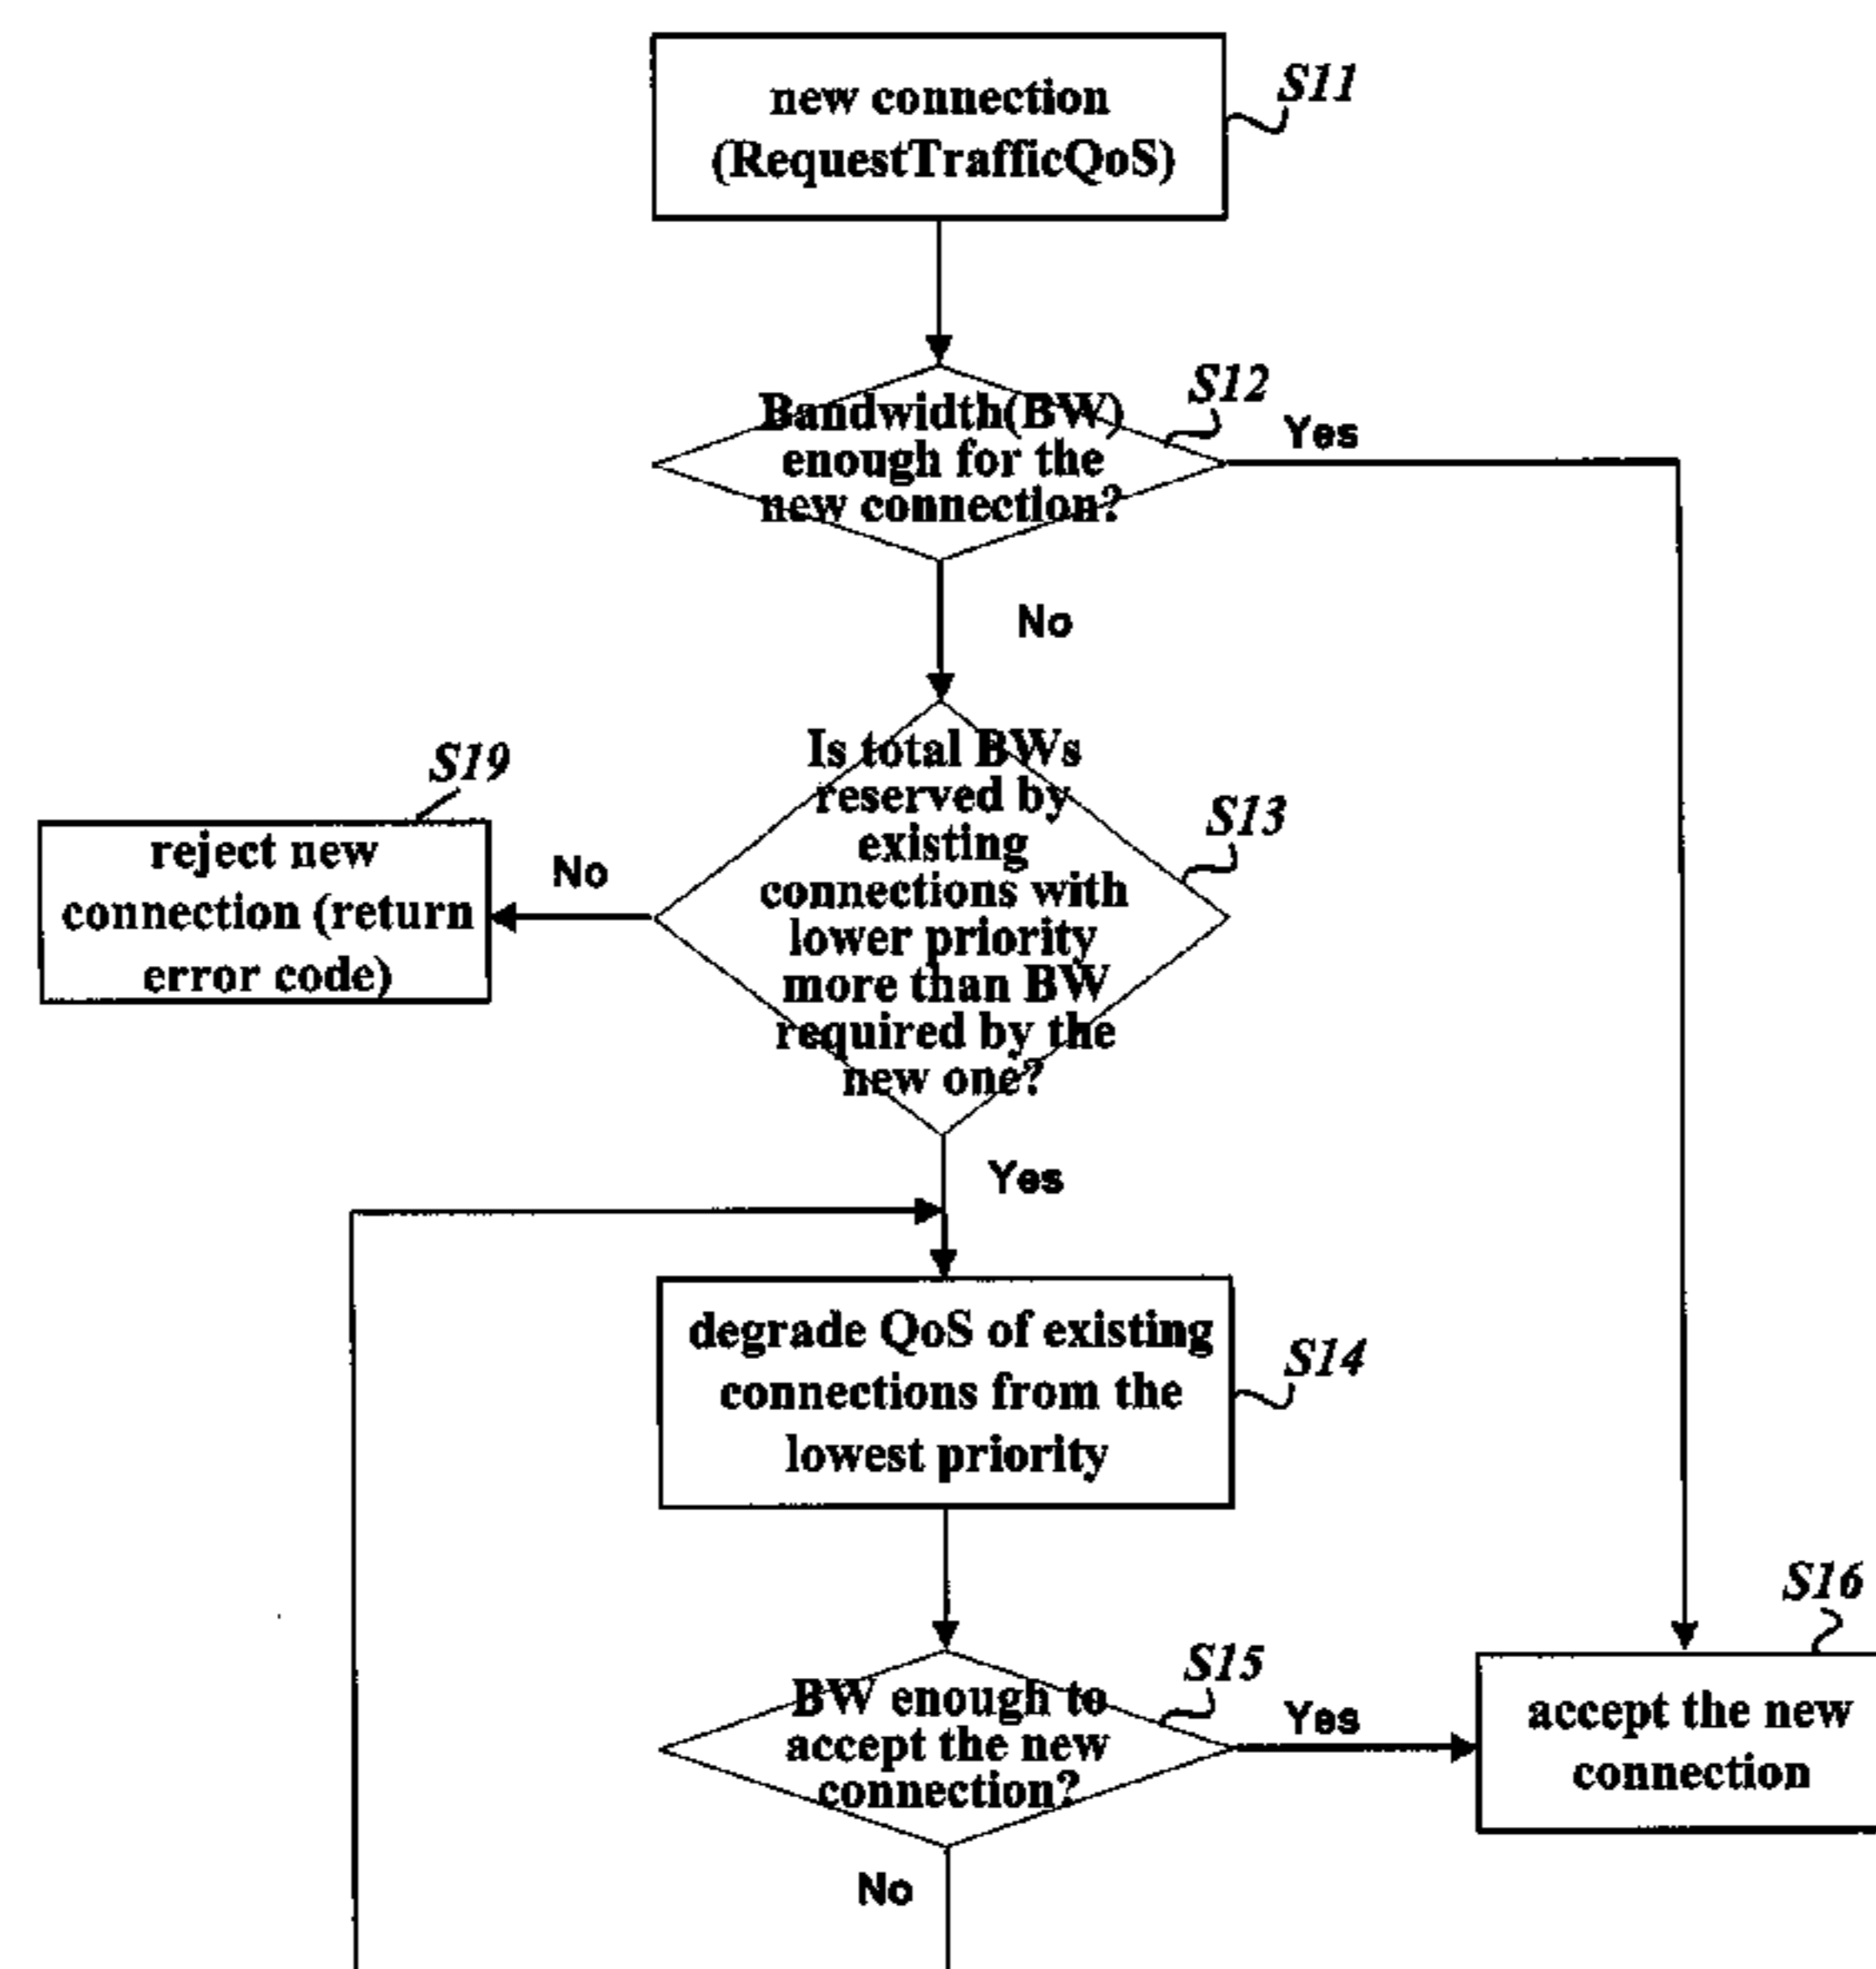 new connection
(RequestTrafficQoS)
S11
Bandwidth(BW)
enough for the
new connection?
S12
Yes
No
Is total BWs
reserved by
existing
connections with
lower priority
more than BW
required by the
new one?
S13
No
S19
reject new
connection (return
error code)
Yes
degrade QoS of existing
connections from the
lowest priority
S14
BW enough to
accept the new
connection?
S15
Yes
S16
accept the new
connection
No